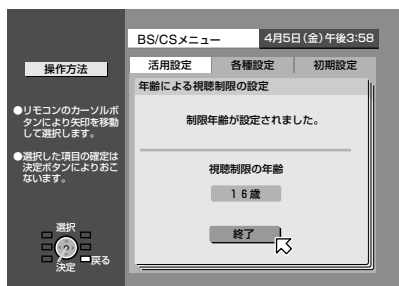 BS/CSメニュー
4月5日(金)午後3:58
操作方法
活用設定
各種設定
初期設定
年齢による視聴制限の設定
●リモコンのカーソルボ
タンにより矢印を移動
して選択します。
●選択した項目の確定は
決定ボタンによりおこ
ないます。
制限年齢が設定されました。
視聴制限の年齢
16歳
終了
選択
?
戻る
決定